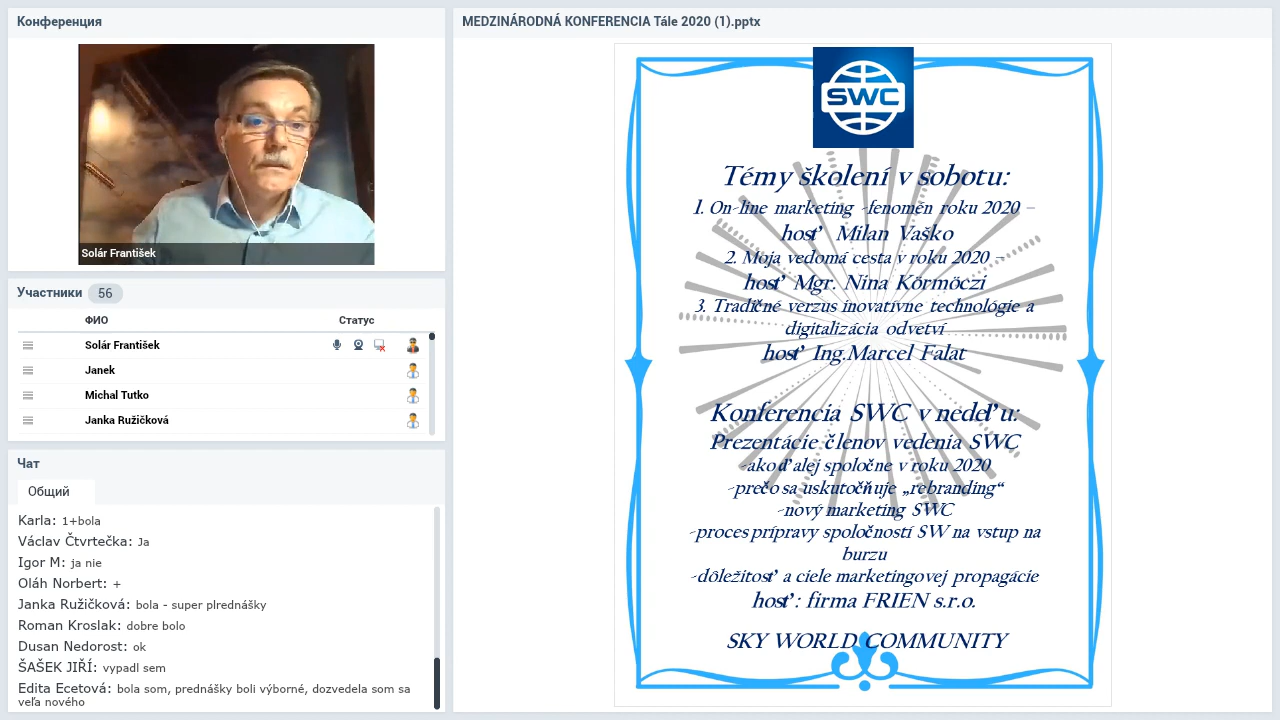 Конференция
Solár František
Участники 56
ФИО Статус
Solár František
Janek
Michal Tutko
Janka Ružičková
Чат
Общий
Karla: 1+bola
Václav Čtvrtečka: Ja
Igor M: ja nie
Oláh Norbert: +
Janka Ružičková: bola - super plrednášky
Roman Kroslak: dobre bolo
Dusan Nedorost: ok
ŠAŠEK JIŘÍ: vypadl sem
Edita Ecetová: bola som, prednášky boli výborné, dozvedela som sa
veľa nového
MEDZINÁRODNÁ KONFERENCIA Tále 2020 (1).pptx
SWC
Témy školení v sobotu:
1. On-line marketing -fenomén roku 2020 –
hosť Milan Vaško
2. Moja vedomá cesta v roku 2020 –
hosť Mgr. Nina Körmöczi
3. Tradičné verzus inovatívne technológie a
digitalizácia odvetví
hosť Ing.Marcel Falat
Konferencia SWC v nedeľu:
Prezentácie členov vedenia SWC
-ako ďalej spoločne v roku 2020
-prečo sa uskutočňuje „rebranding“
-nový marketing SWC
-proces prípravy spoločností SW na vstup na
burzu
-dôležitosť a ciele marketingovej propagácie
hosť: firma FRIEN s.r.o.
SKY WORLD COMMUNITY